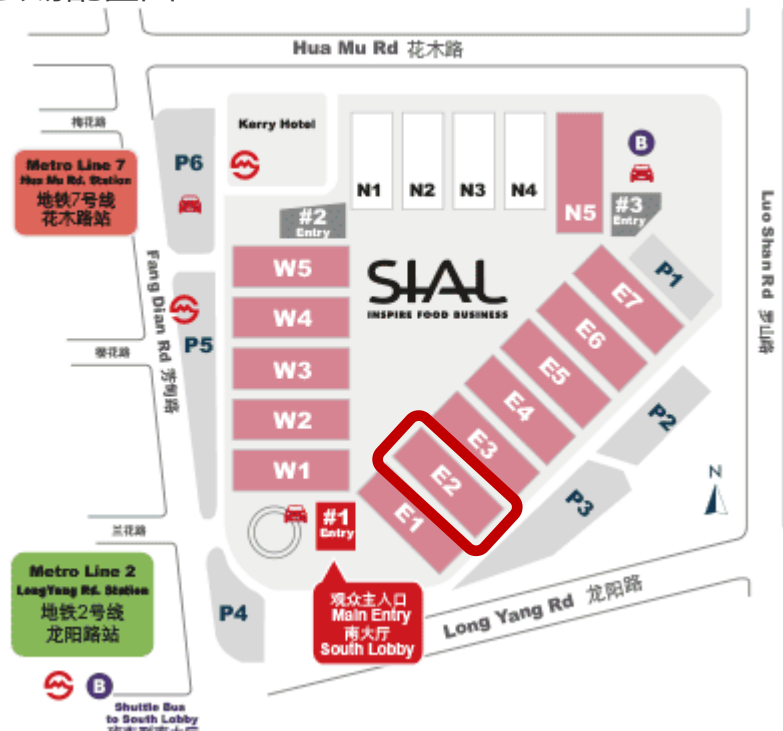 Hua Mu Rd 花木路
梅花路
Metro Line 7
Hua Mu Rd. Station
地铁7号线
花木路站
P6
Kerry Hotel
N1
N2
N3
N4
N5
B
#2
Entry
#3
Entry
Luo Shan Rd 罗山路
Fang Dian Rd 芳甸路
W5
W4
W3
W2
W1
SIAL
INSPIRE FOOD BUSINESS
P1
E7
E6
E5
E4
E3
E2
E1
P5
樱花路
P2
P3
N
#1
Entry
兰花路
观众主入口
Main Entry
南大厅
South Lobby
Metro Line 2
LongYang Rd. Station
地铁2号线
龙阳路站
P4
Long Yang Rd 龙阳路
B
Shuttle Bus
to South Lobby